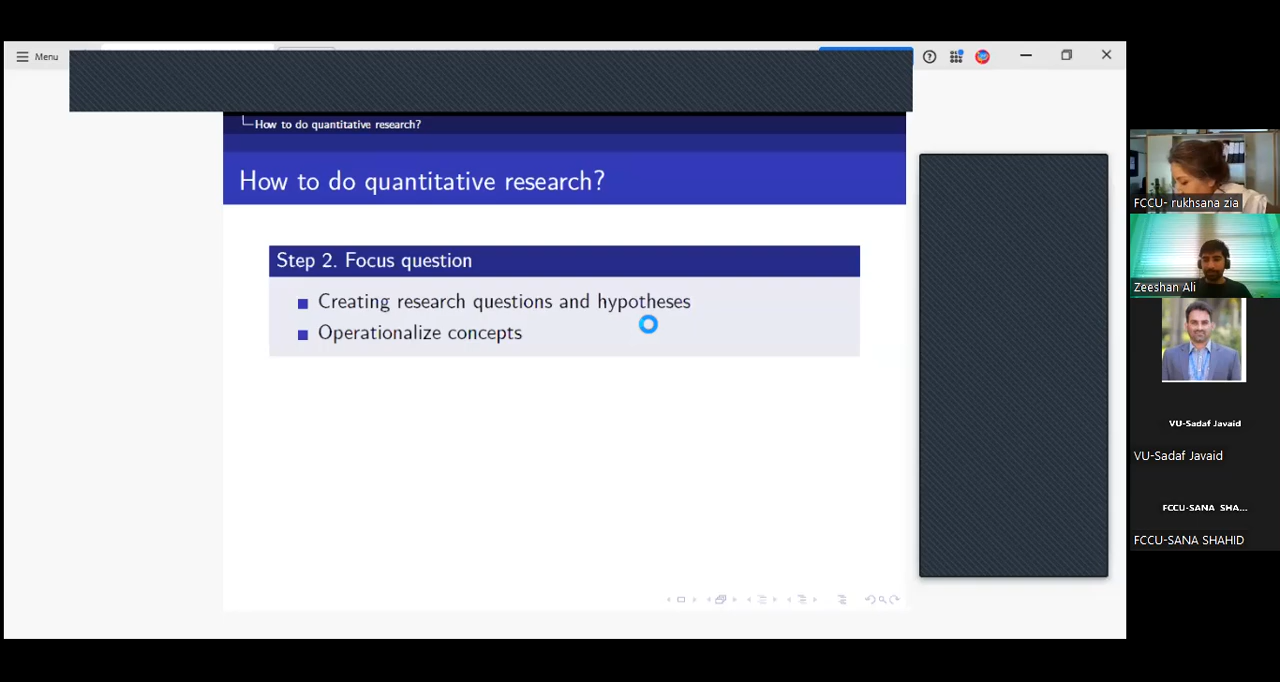 Menu
How to do quantitative research?
How to do quantitative research?
Step 2. Focus question
Creating research questions and hypotheses
Operationalize concepts
FCCU- rukhsana zia
Zeeshan Ali
VU-Sadaf Javaid
VU-Sadaf Javaid
FCCU-SANA SHA...
FCCU-SANA SHAHID